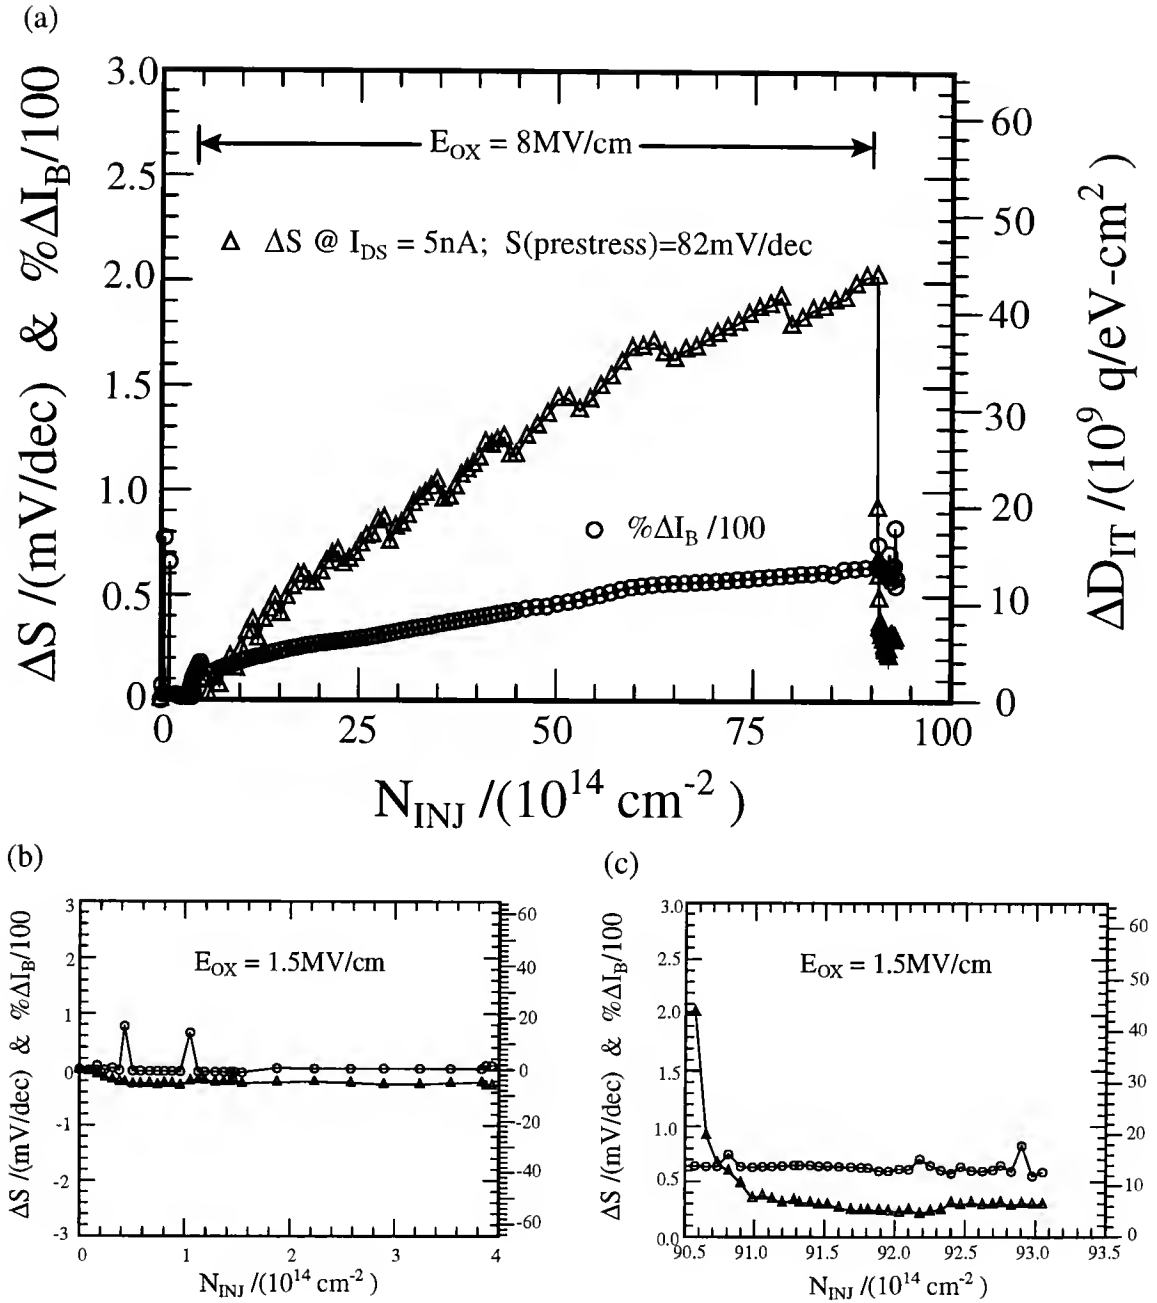 (a)
3.0
2.5
2.0
1.5
1.0
0.5
0
60
50
40
30
20
10
0
E_OX = 8MV/cm
Δ ΔS @ I_DS = 5nA; S(prestress)=82mV/dec
○ %ΔI_B /100
ΔS /(mV/dec) & %ΔI_B/100
ΔD_IT /(10^9 q/eV-cm^2)
0 25 50 75 100
N_INJ /(10^14 cm^-2 )
(b)
3
2
1
0
-1
-2
-3
60
40
20
0
-20
-40
-60
E_OX = 1.5MV/cm
ΔS /(mV/dec) & %ΔI_B/100
0 1 2 3 4
N_INJ /(10^14 cm^-2 )
(c)
3.0
2.5
2.0
1.5
1.0
0.5
0.0
60
50
40
30
20
10
0
E_OX = 1.5MV/cm
ΔS /(mV/dec) & %ΔI_B/100
90.5 91.0 91.5 92.0 92.5 93.0 93.5
N_INJ /(10^14 cm^-2 )